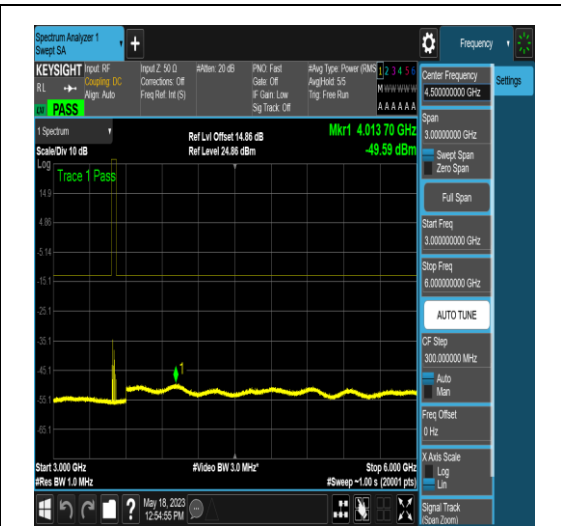 Spectrum Analyzer 1
Swept SA
+
Frequency
KEYSIGHT
RL
PASS
Input: RF
Coupling: DC
Align: Auto
Input Z: 50 Ω
Corrections: Off
Freq Ref: Int (S)
#Atten: 20 dB
PNO: Fast
Gate: Off
IF Gain: Low
Sig Track: Off
#Avg Type: Power (RMS
Avg|Hold: 5/5
Trig: Free Run
1 2 3 4 5 6
M W W W W W
A A A A A A
1 Spectrum
Scale/Div 10 dB
Ref Lvl Offset 14.86 dB
Ref Level 24.86 dBm
Mkr1 4.013 70 GHz
-49.59 dBm
Log
Trace 1 Pass
14.9
4.86
-5.14
-15.1
-25.1
-35.1
-45.1
-55.1
-65.1
1
Start 3.000 GHz
#Res BW 1.0 MHz
#Video BW 3.0 MHz*
Stop 6.000 GHz
#Sweep ~1.00 s (20001 pts)
May 18, 2023
12:54:55 PM
?
Center Frequency
4.500000000 GHz
Settings
Span
3.00000000 GHz
Swept Span
Zero Span
Full Span
Start Freq
3.000000000 GHz
Stop Freq
6.000000000 GHz
AUTO TUNE
CF Step
300.000000 MHz
Auto
Man
Freq Offset
0 Hz
X Axis Scale
Log
Lin
Signal Track
(Span Zoom)